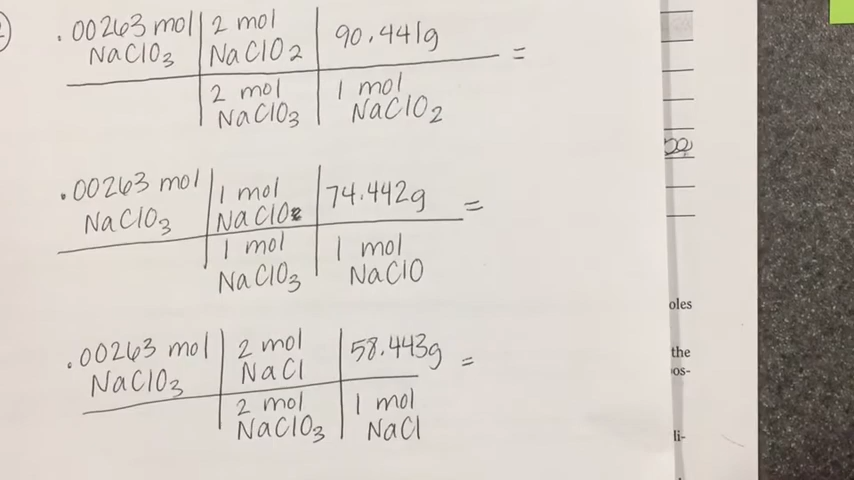 .00263 mol 2 mol 90.441g
NaClO3 NaClO2 =
2 mol 1 mol
NaClO3 NaClO2
.00263 mol 1 mol 74.442g
NaClO3 NaClO =
1 mol 1 mol
NaClO3 NaClO
.00263 mol 2 mol 58.443g
NaClO3 NaCl =
2 mol 1 mol
NaClO3 NaCl
oles
the
os-
li-